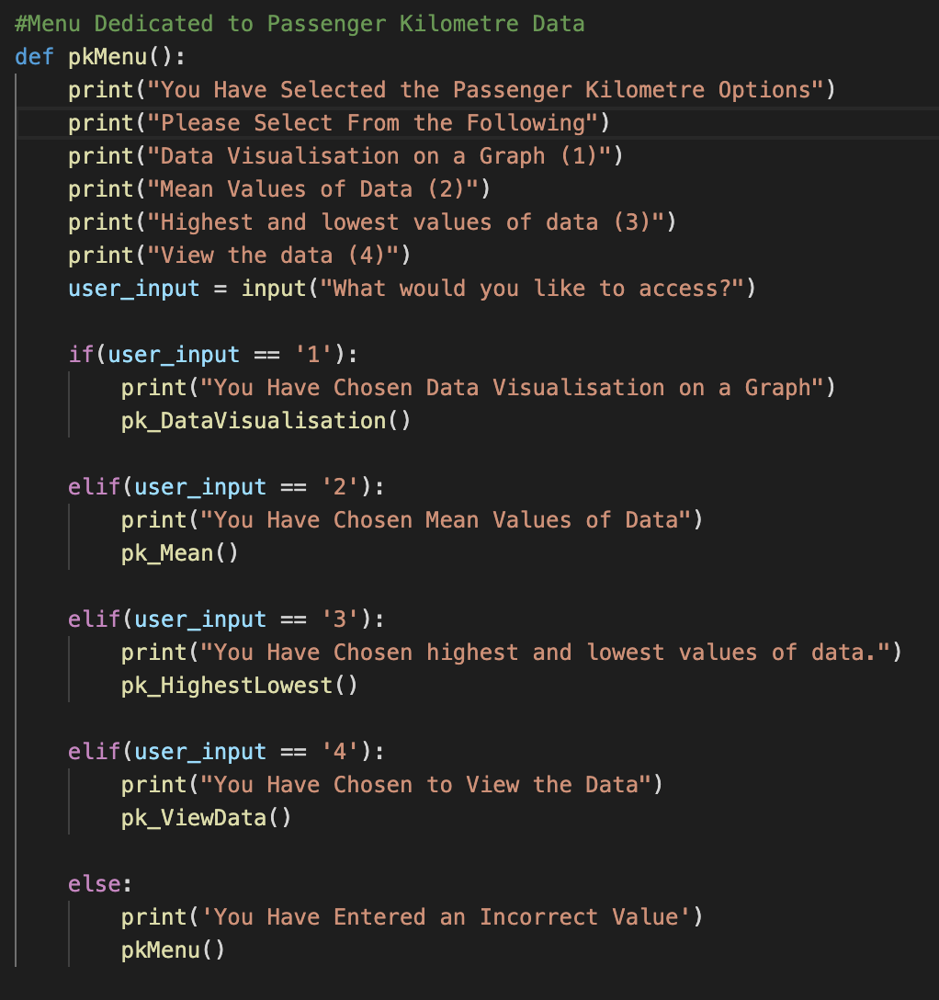 #Menu Dedicated to Passenger Kilometre Data
def pkMenu():
    print("You Have Selected the Passenger Kilometre Options")
    print("Please Select From the Following")
    print("Data Visualisation on a Graph (1)")
    print("Mean Values of Data (2)")
    print("Highest and lowest values of data (3)")
    print("View the data (4)")
    user_input = input("What would you like to access?")

    if(user_input == '1'):
        print("You Have Chosen Data Visualisation on a Graph")
        pk_DataVisualisation()

    elif(user_input == '2'):
        print("You Have Chosen Mean Values of Data")
        pk_Mean()

    elif(user_input == '3'):
        print("You Have Chosen highest and lowest values of data.")
        pk_HighestLowest()

    elif(user_input == '4'):
        print("You Have Chosen to View the Data")
        pk_ViewData()

    else:
        print('You Have Entered an Incorrect Value')
        pkMenu()